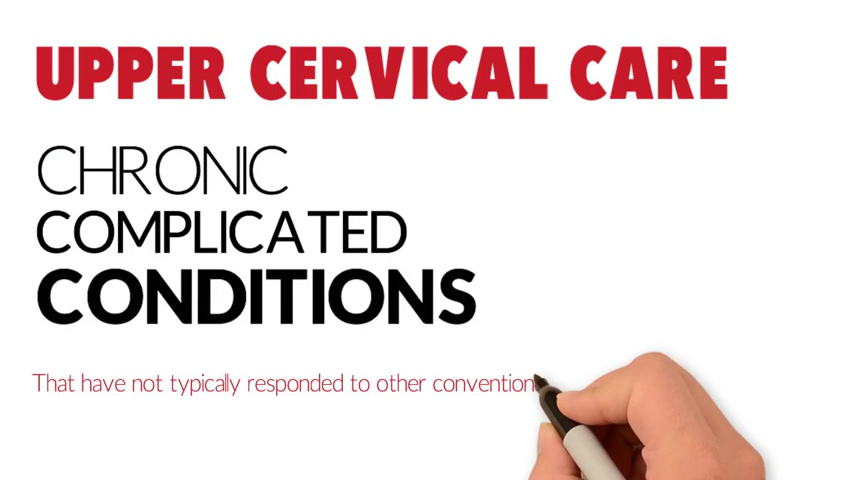 UPPER CERVICAL CARE
CHRONIC
COMPLICATED
CONDITIONS
That have not typically responded to other convention